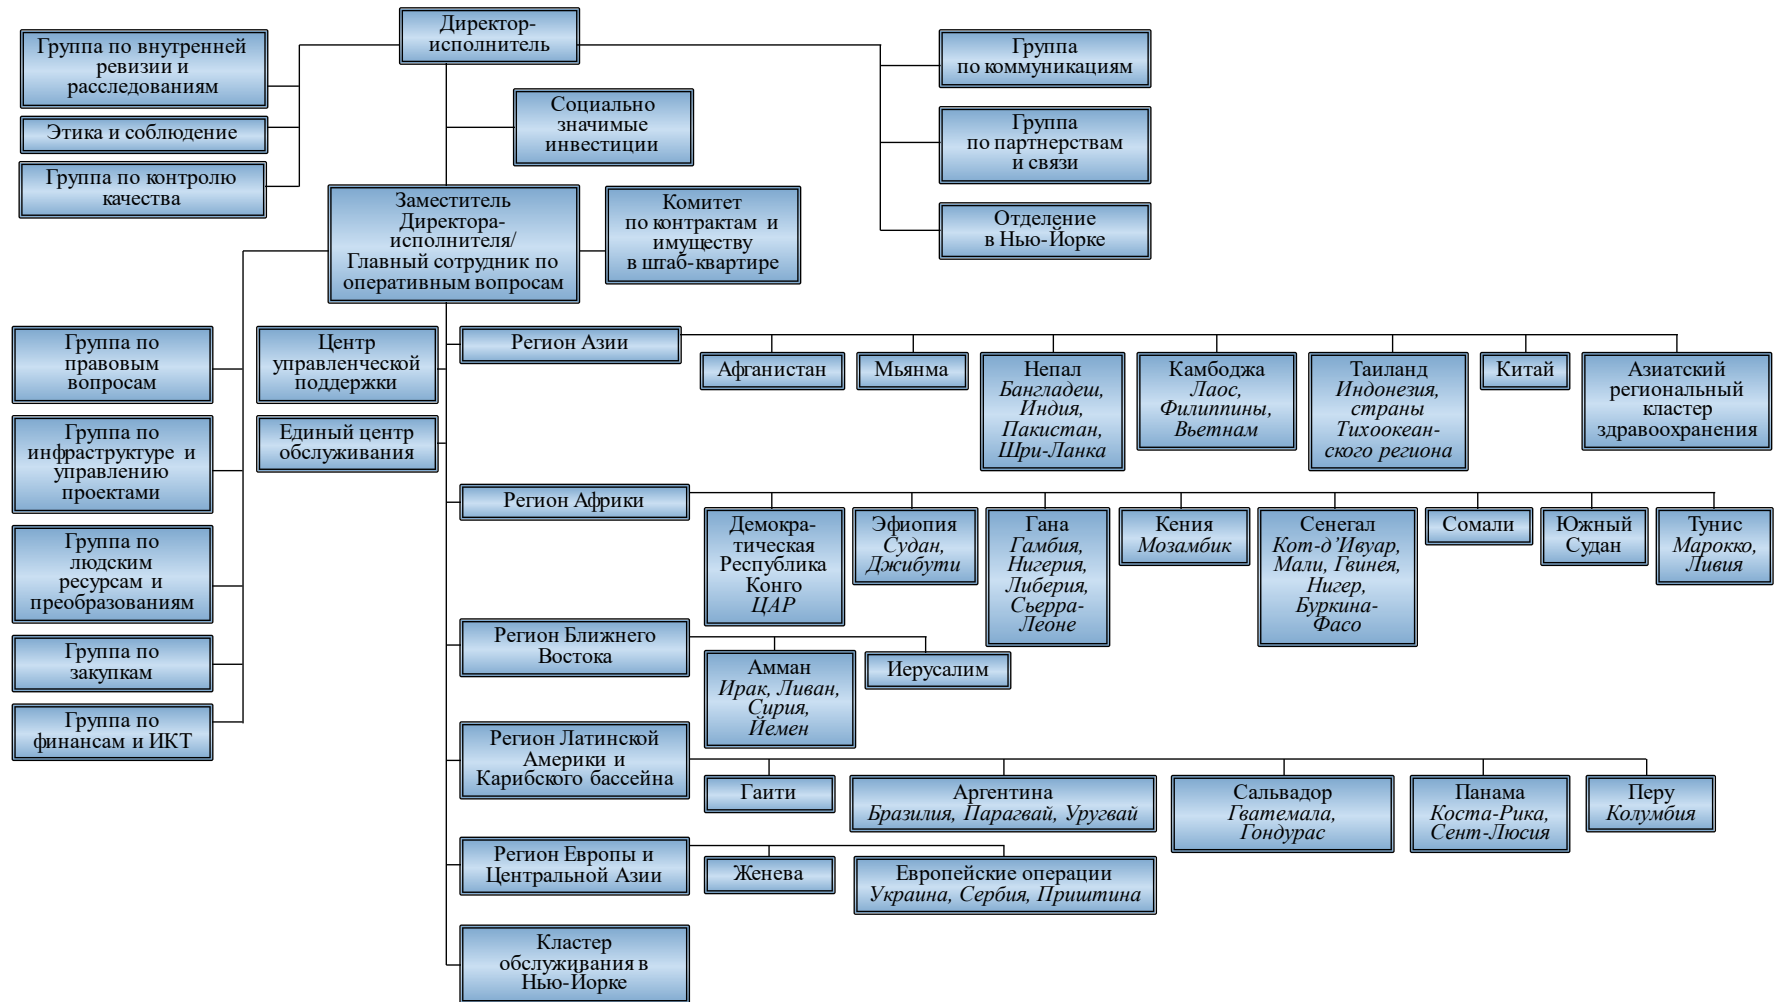 Директор-
исполнитель
Группа по внутренней
ревизии и
расследованиям
Этика и соблюдение
Группа по контролю
качества
Социально
значимые
инвестиции
Группа
по коммуникациям
Группа
по партнерствам
и связи
Отделение
в Нью-Йорке
Заместитель
Директора-
исполнителя/
Главный сотрудник по
оперативным вопросам
Комитет
по контрактам и
имуществу
в штаб-квартире
Группа по
правовым
вопросам
Группа по
инфраструктуре и
управлению
проектами
Группа по
людским
ресурсам и
преобразованиям
Группа по
закупкам
Группа по
финансам и ИКТ
Центр
управленческой
поддержки
Единый центр
обслуживания
Регион Азии
Афганистан
Мьянма
Непал
Бангладеш,
Индия,
Пакистан,
Шри-Ланка
Камбоджа
Лаос,
Филиппины,
Вьетнам
Таиланд
Индонезия,
страны
Тихоокеан-
ского региона
Китай
Азиатский
региональный
кластер
здравоохранения
Регион Африки
Демокра-
тическая
Республика
Конго
ЦАР
Эфиопия
Судан,
Джибути
Гана
Гамбия,
Нигерия,
Либерия,
Сьерра-
Леоне
Кения
Мозамбик
Сенегал
Кот-д’Ивуар,
Мали, Гвинея,
Нигер,
Буркина-
Фасо
Сомали
Южный
Судан
Тунис
Марокко,
Ливия
Регион Ближнего
Востока
Амман
Ирак, Ливан,
Сирия,
Йемен
Иерусалим
Регион Латинской
Америки и
Карибского бассейна
Гаити
Аргентина
Бразилия, Парагвай, Уругвай
Сальвадор
Гватемала,
Гондурас
Панама
Коста-Рика,
Сент-Люсия
Перу
Колумбия
Регион Европы и
Центральной Азии
Женева
Европейские операции
Украина, Сербия, Приштина
Кластер
обслуживания в
Нью-Йорке